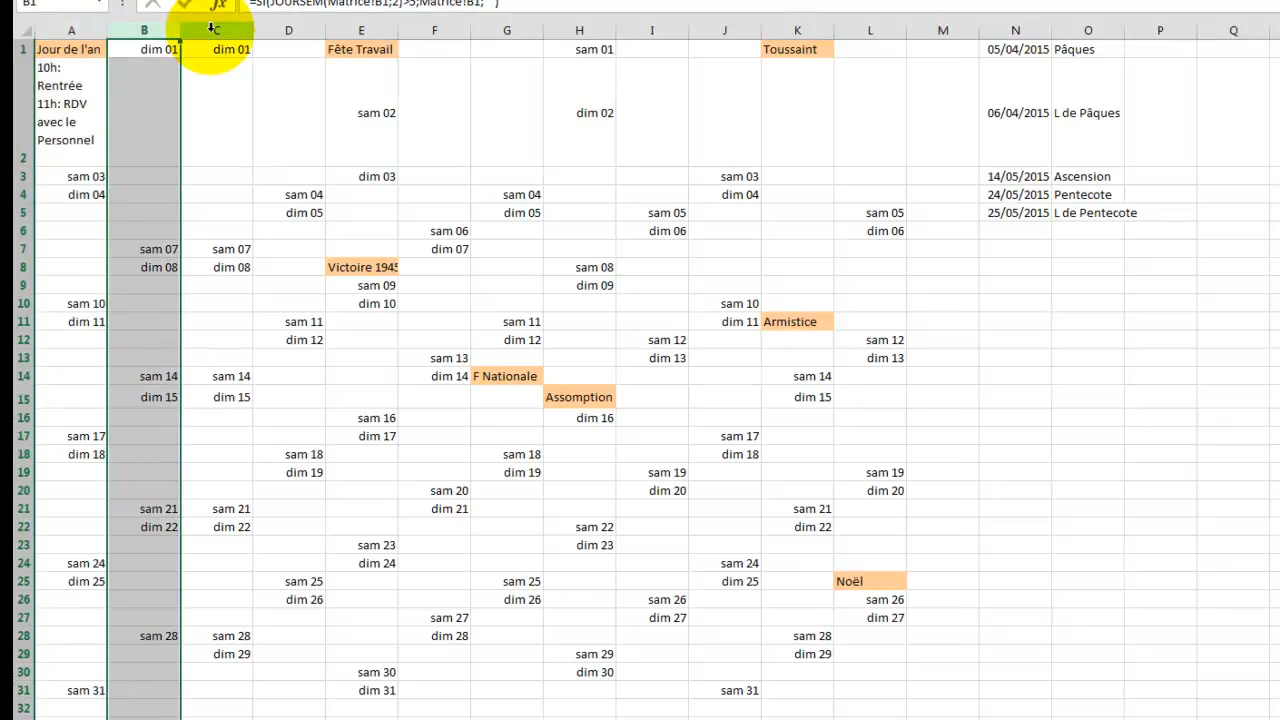 B1 fx =SI(JOURSEM(Matrice!B1;2)>5;Matrice!B1;" ")
A B C D E F G H I J K L M N O P Q
1 Jour de l'an dim 01 dim 01 Fête Travail sam 01 Toussaint 05/04/2015 Pâques
10h:
Rentrée
11h: RDV
avec le
Personnel
2 sam 02 dim 02 06/04/2015 L de Pâques
3 sam 03 dim 03 sam 03 14/05/2015 Ascension
4 dim 04 sam 04 sam 04 dim 04 24/05/2015 Pentecote
5 dim 05 dim 05 sam 05 sam 05 25/05/2015 L de Pentecote
6 sam 06 dim 06 dim 06
7 sam 07 sam 07 dim 07
8 dim 08 dim 08 Victoire 1945 sam 08
9 sam 09 dim 09
10 sam 10 dim 10 sam 10
11 dim 11 sam 11 sam 11 dim 11 Armistice
12 dim 12 dim 12 sam 12 sam 12
13 sam 13 dim 13 dim 13
14 sam 14 sam 14 dim 14 F Nationale sam 14
15 dim 15 dim 15 Assomption dim 15
16 sam 16 dim 16
17 sam 17 dim 17 sam 17
18 dim 18 sam 18 sam 18 dim 18
19 dim 19 dim 19 sam 19 sam 19
20 sam 20 dim 20 dim 20
21 sam 21 sam 21 dim 21 sam 21
22 dim 22 dim 22 sam 22 dim 22
23 sam 23 dim 23
24 sam 24 dim 24 sam 24
25 dim 25 sam 25 sam 25 dim 25 Noël
26 dim 26 dim 26 sam 26 sam 26
27 sam 27 dim 27 dim 27
28 sam 28 sam 28 dim 28 sam 28
29 dim 29 sam 29 dim 29
30 sam 30 dim 30
31 sam 31 dim 31 sam 31
32